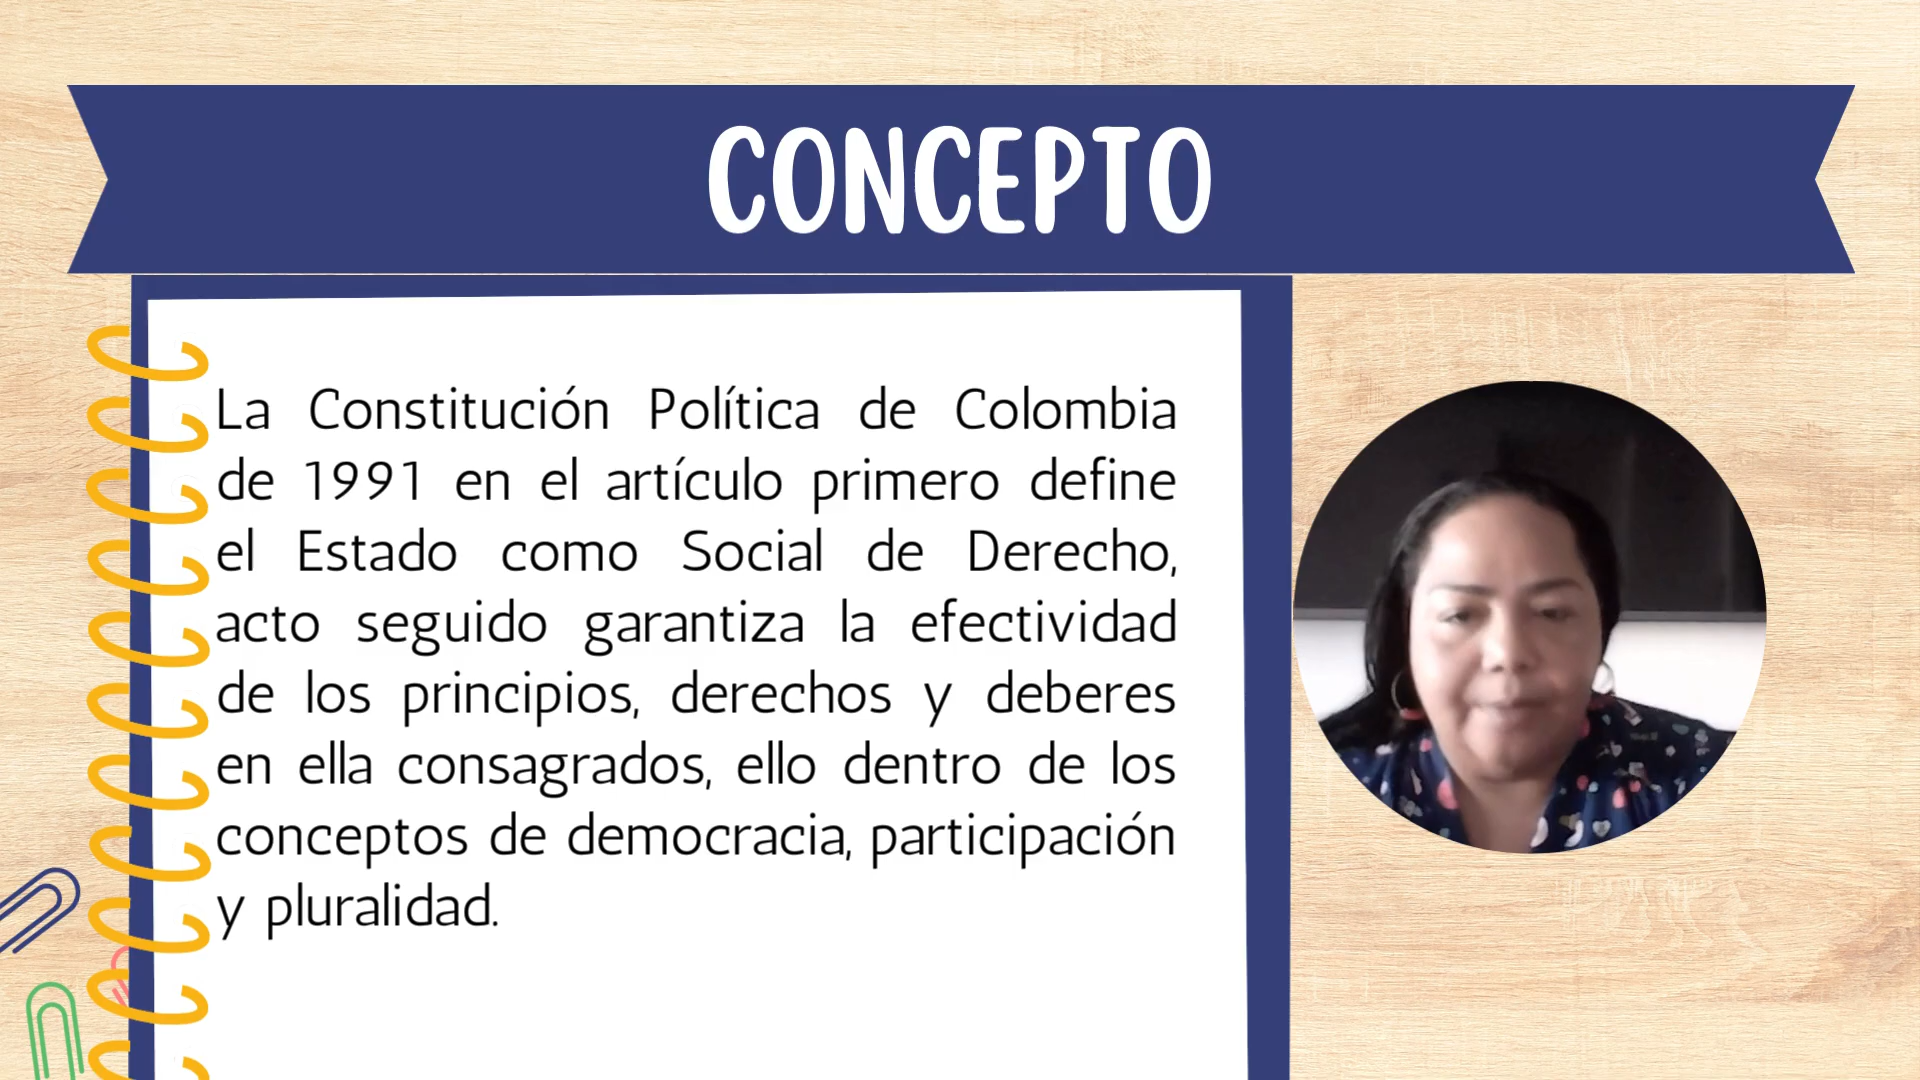 CONCEPTO
La Constitución Política de Colombia
de 1991 en el artículo primero define
el Estado como Social de Derecho,
acto seguido garantiza la efectividad
de los principios, derechos y deberes
en ella consagrados, ello dentro de los
conceptos de democracia, participación
y pluralidad.